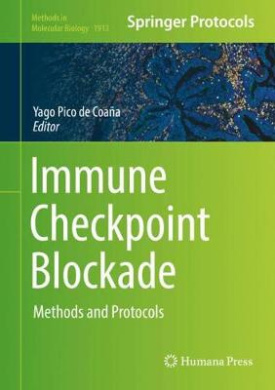 Methods in
Molecular Biology 1913
Springer Protocols
Yago Pico de Coaña
Editor
Immune
Checkpoint
Blockade
Methods and Protocols
Humana Press